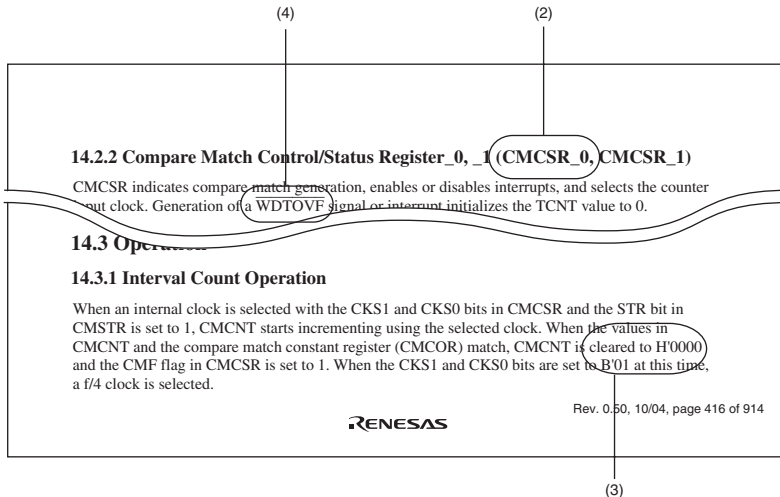 (4) (2)
14.2.2 Compare Match Control/Status Register_0, _1 (CMCSR_0, CMCSR_1)
CMCSR indicates compare match generation, enables or disables interrupts, and selects the counter
input clock. Generation of a WDTOVF signal or interrupt initializes the TCNT value to 0.
14.3 Operation
14.3.1 Interval Count Operation
When an internal clock is selected with the CKS1 and CKS0 bits in CMCSR and the STR bit in
CMSTR is set to 1, CMCNT starts incrementing using the selected clock. When the values in
CMCNT and the compare match constant register (CMCOR) match, CMCNT is cleared to H'0000
and the CMF flag in CMCSR is set to 1. When the CKS1 and CKS0 bits are set to B'01 at this time,
a f/4 clock is selected.
Rev. 0.50, 10/04, page 416 of 914
RENESAS
(3)